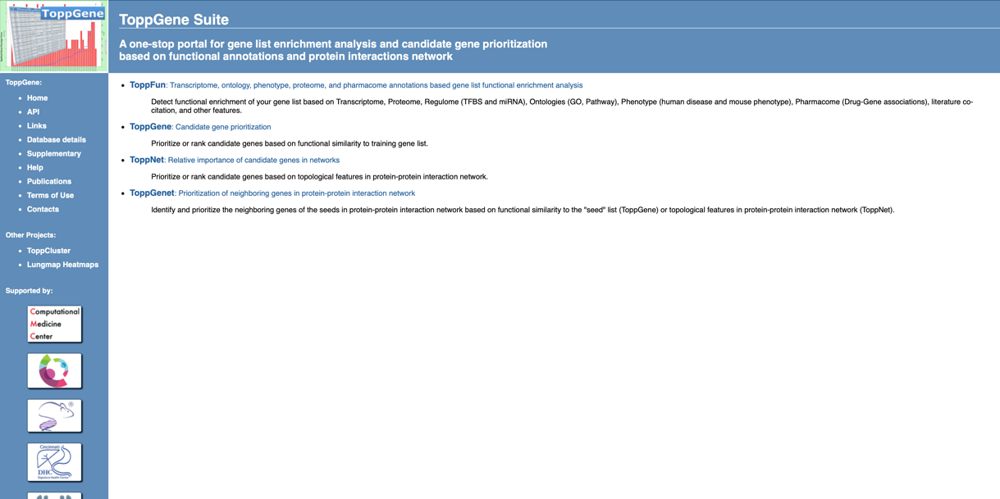 ToppGene
ToppGene Suite
A one-stop portal for gene list enrichment analysis and candidate gene prioritization
based on functional annotations and protein interactions network
ToppGene:
Home
API
Links
Database details
Supplementary
Help
Publications
Terms of Use
Contacts
Other Projects:
ToppCluster
Lungmap Heatmaps
Supported by:
Computational
Medicine
Center
®
Cincinnati
DHC
Digestive Health Center
ToppFun: Transcriptome, ontology, phenotype, proteome, and pharmacome annotations based gene list functional enrichment analysis
Detect functional enrichment of your gene list based on Transcriptome, Proteome, Regulome (TFBS and miRNA), Ontologies (GO, Pathway), Phenotype (human disease and mouse phenotype), Pharmacome (Drug-Gene associations), literature co-
citation, and other features.
ToppGene: Candidate gene prioritization
Prioritize or rank candidate genes based on functional similarity to training gene list.
ToppNet: Relative importance of candidate genes in networks
Prioritize or rank candidate genes based on topological features in protein-protein interaction network.
ToppGenet: Prioritization of neighboring genes in protein-protein interaction network
Identify and prioritize the neighboring genes of the seeds in protein-protein interaction network based on functional similarity to the "seed" list (ToppGene) or topological features in protein-protein interaction network (ToppNet).